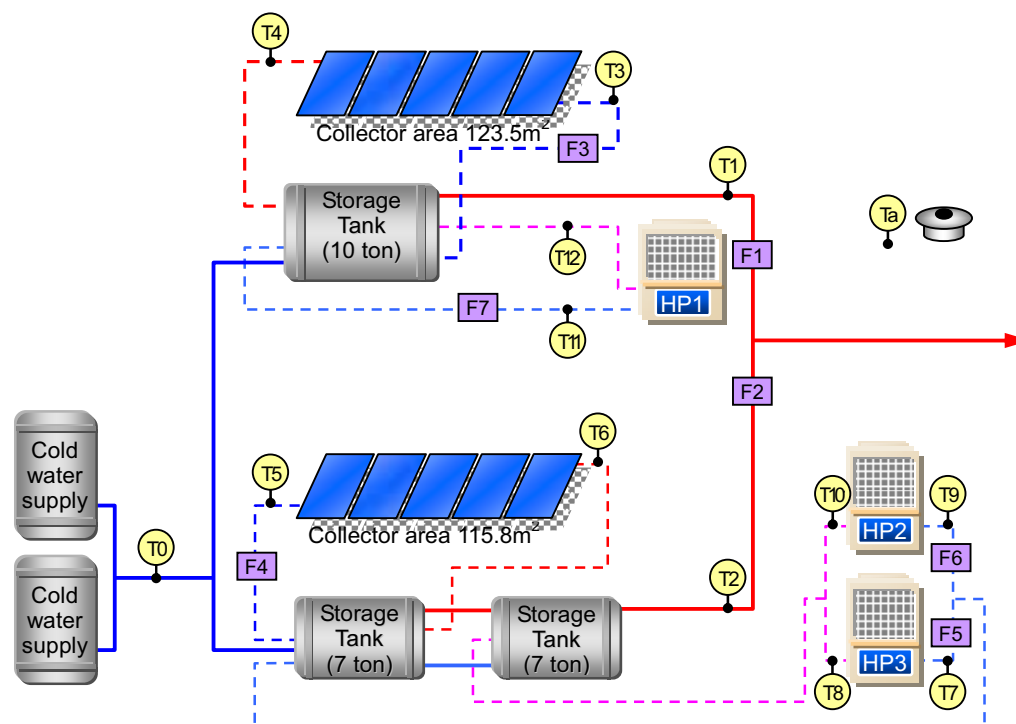 T4
T3
Collector area 123.5m²
F3
T1
Storage
Tank
(10 ton)
Ta
T12
F1
HP1
F7
T11
F2
T6
T5
Cold
water
supply
T10
T9
HP2
Collector area 115.8m²
T0
F4
F6
T2
Cold
water
supply
Storage
Tank
(7 ton)
Storage
Tank
(7 ton)
F5
HP3
T8
T7